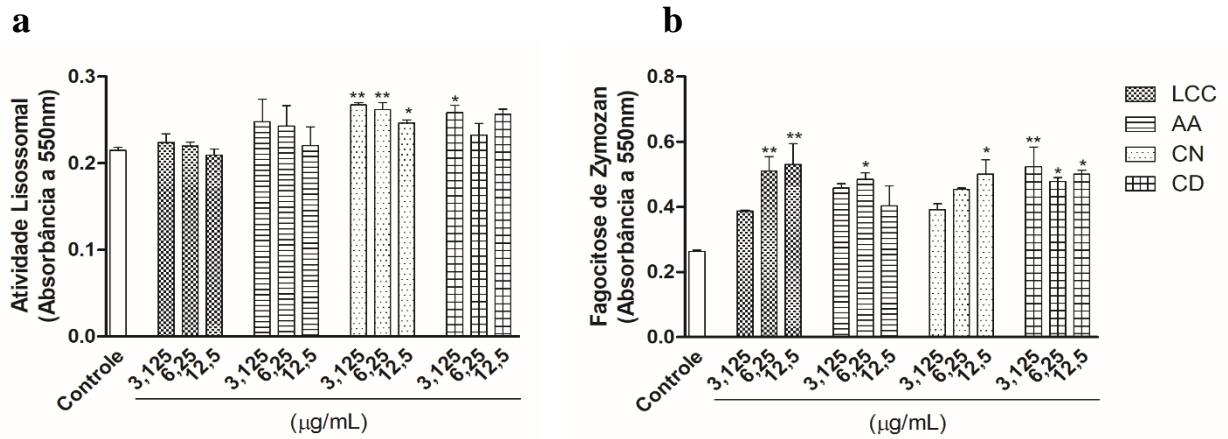 a
Atividade Lisossomal
(Absorbância a 550nm)
0.3
0.2
0.1
0.0
** ** * *
Controle 3,125 6,25 12,5 3,125 6,25 12,5 3,125 6,25 12,5 3,125 6,25 12,5
(µg/mL)
b
Fagocitose de Zymozan
(Absorbância a 550nm)
0.8
0.6
0.4
0.2
0.0
** ** * * ** * *
Controle 3,125 6,25 12,5 3,125 6,25 12,5 3,125 6,25 12,5 3,125 6,25 12,5
(µg/mL)
LCC
AA
CN
CD